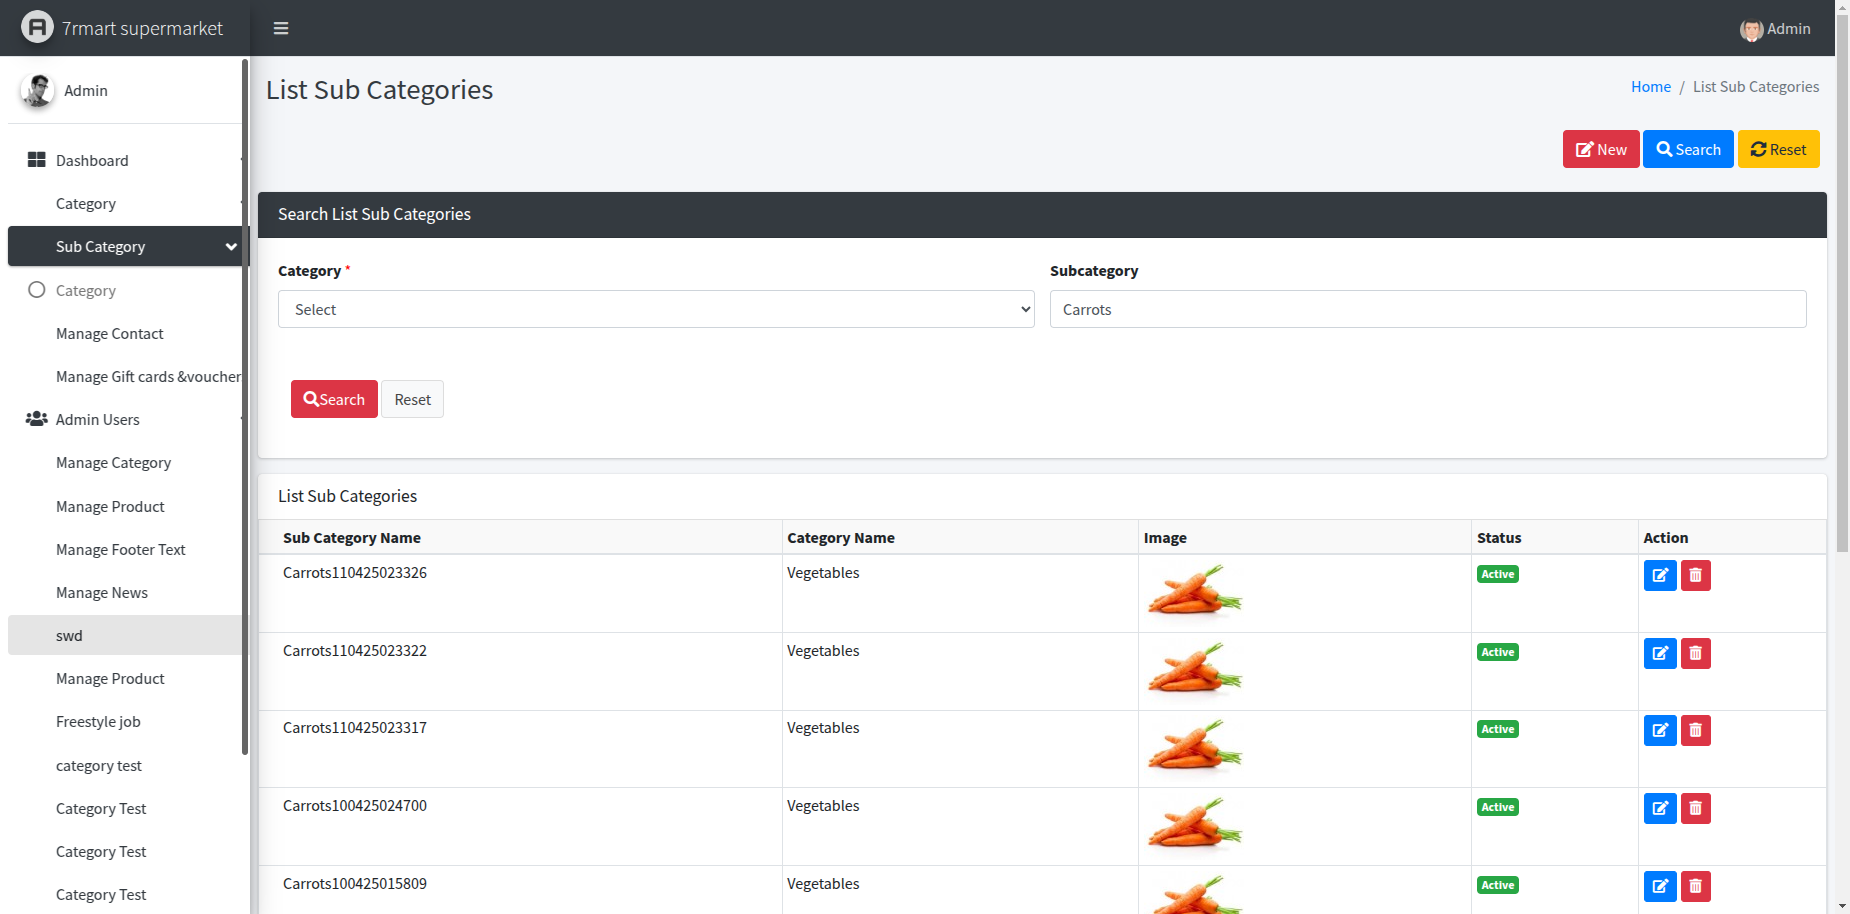 7rmart supermarket
Admin
Admin
List Sub Categories
Home / List Sub Categories
New Search Reset
Dashboard
Category
Sub Category
Category
Manage Contact
Manage Gift cards &voucher
Admin Users
Manage Category
Manage Product
Manage Footer Text
Manage News
swd
Manage Product
Freestyle job
category test
Category Test
Category Test
Category Test
Search List Sub Categories
Category * Subcategory
Select Carrots
Search Reset
List Sub Categories
Sub Category Name Category Name Image Status Action
Carrots110425023326 Vegetables Active
Carrots110425023322 Vegetables Active
Carrots110425023317 Vegetables Active
Carrots100425024700 Vegetables Active
Carrots100425015809 Vegetables Active